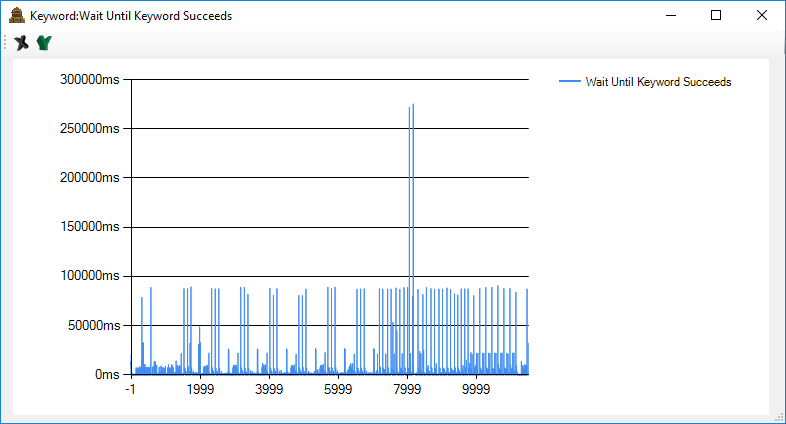 Keyword:Wait Until Keyword Succeeds
300000ms
250000ms
200000ms
150000ms
100000ms
50000ms
0ms
-1 1999 3999 5999 7999 9999
Wait Until Keyword Succeeds